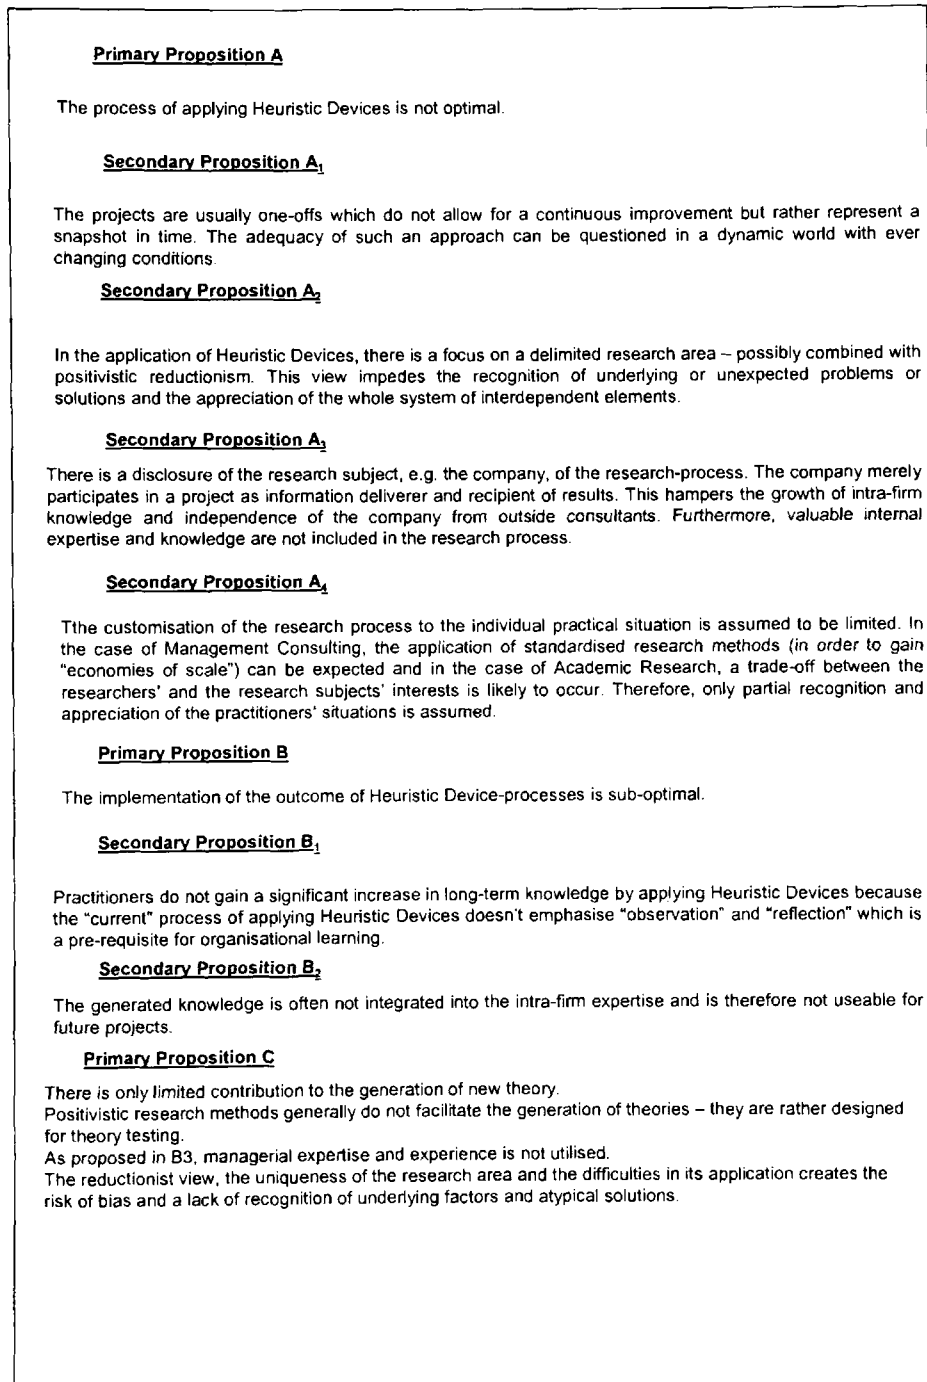 Primary Proposition A
The process of applying Heuristic Devices is not optimal.
Secondary Proposition A1
The projects are usually one-offs which do not allow for a continuous improvement but rather represent a
snapshot in time. The adequacy of such an approach can be questioned in a dynamic world with ever
changing conditions.
Secondary Proposition A2
In the application of Heuristic Devices, there is a focus on a delimited research area – possibly combined with
positivistic reductionism. This view impedes the recognition of underlying or unexpected problems or
solutions and the appreciation of the whole system of interdependent elements.
Secondary Proposition A3
There is a disclosure of the research subject, e.g. the company, of the research-process. The company merely
participates in a project as information deliverer and recipient of results. This hampers the growth of intra-firm
knowledge and independence of the company from outside consultants. Furthermore, valuable internal
expertise and knowledge are not included in the research process.
Secondary Proposition A4
Tthe customisation of the research process to the individual practical situation is assumed to be limited. In
the case of Management Consulting, the application of standardised research methods (in order to gain
"economies of scale") can be expected and in the case of Academic Research, a trade-off between the
researchers' and the research subjects' interests is likely to occur. Therefore, only partial recognition and
appreciation of the practitioners' situations is assumed.
Primary Proposition B
The implementation of the outcome of Heuristic Device-processes is sub-optimal.
Secondary Proposition B1
Practitioners do not gain a significant increase in long-term knowledge by applying Heuristic Devices because
the "current" process of applying Heuristic Devices doesn't emphasise "observation" and "reflection" which is
a pre-requisite for organisational learning.
Secondary Proposition B2
The generated knowledge is often not integrated into the intra-firm expertise and is therefore not useable for
future projects.
Primary Proposition C
There is only limited contribution to the generation of new theory.
Positivistic research methods generally do not facilitate the generation of theories – they are rather designed
for theory testing.
As proposed in B3, managerial expertise and experience is not utilised.
The reductionist view, the uniqueness of the research area and the difficulties in its application creates the
risk of bias and a lack of recognition of underlying factors and atypical solutions.